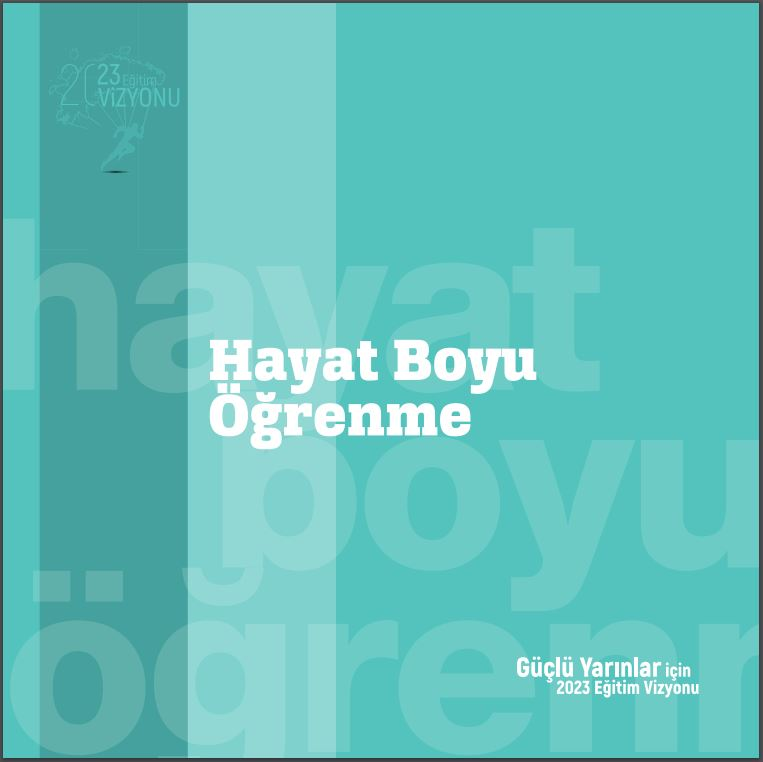 2023 Eğitim
VİZYONU
hayat
Hayat Boyu
Öğrenme
boyu
öğrenm
Güçlü Yarınlar için
2023 Eğitim Vizyonu